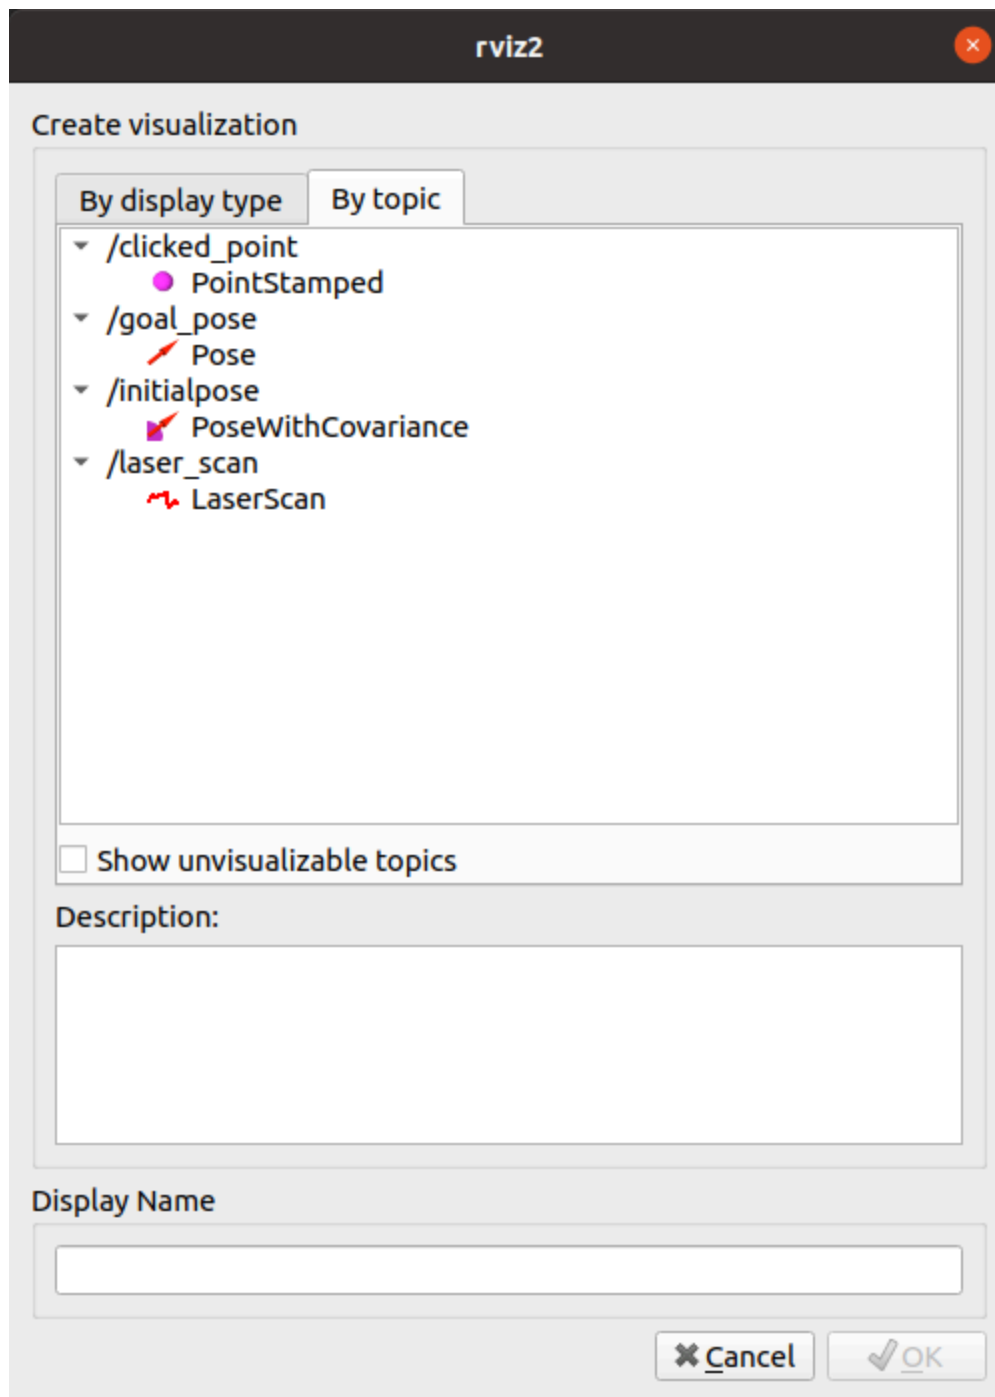 rviz2
Create visualization
By display type
By topic
/clicked_point
PointStamped
/goal_pose
Pose
/initialpose
PoseWithCovariance
/laser_scan
LaserScan
Show unvisualizable topics
Description:
Display Name
Cancel
OK